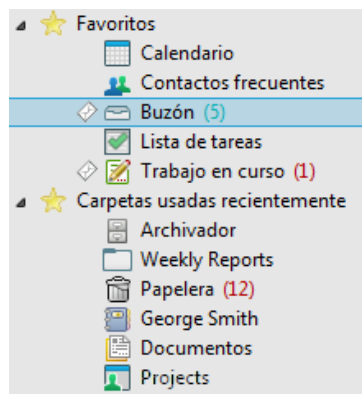 Favoritos
Calendario
Contactos frecuentes
Buzón (5)
Lista de tareas
Trabajo en curso (1)
Carpetas usadas recientemente
Archivador
Weekly Reports
Papelera (12)
George Smith
Documentos
Projects